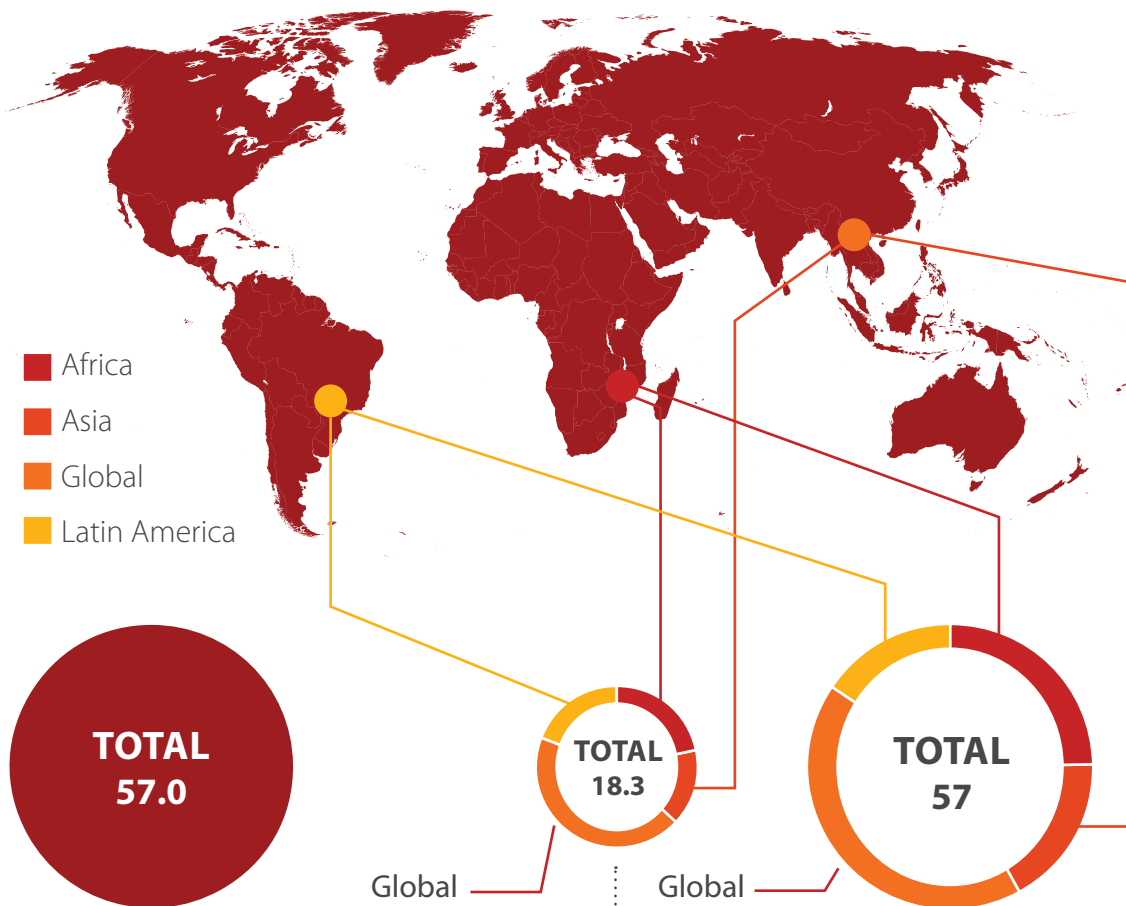 Africa
Asia
Global
Latin America
TOTAL
57.0
TOTAL
18.3
TOTAL
57
Global
Global